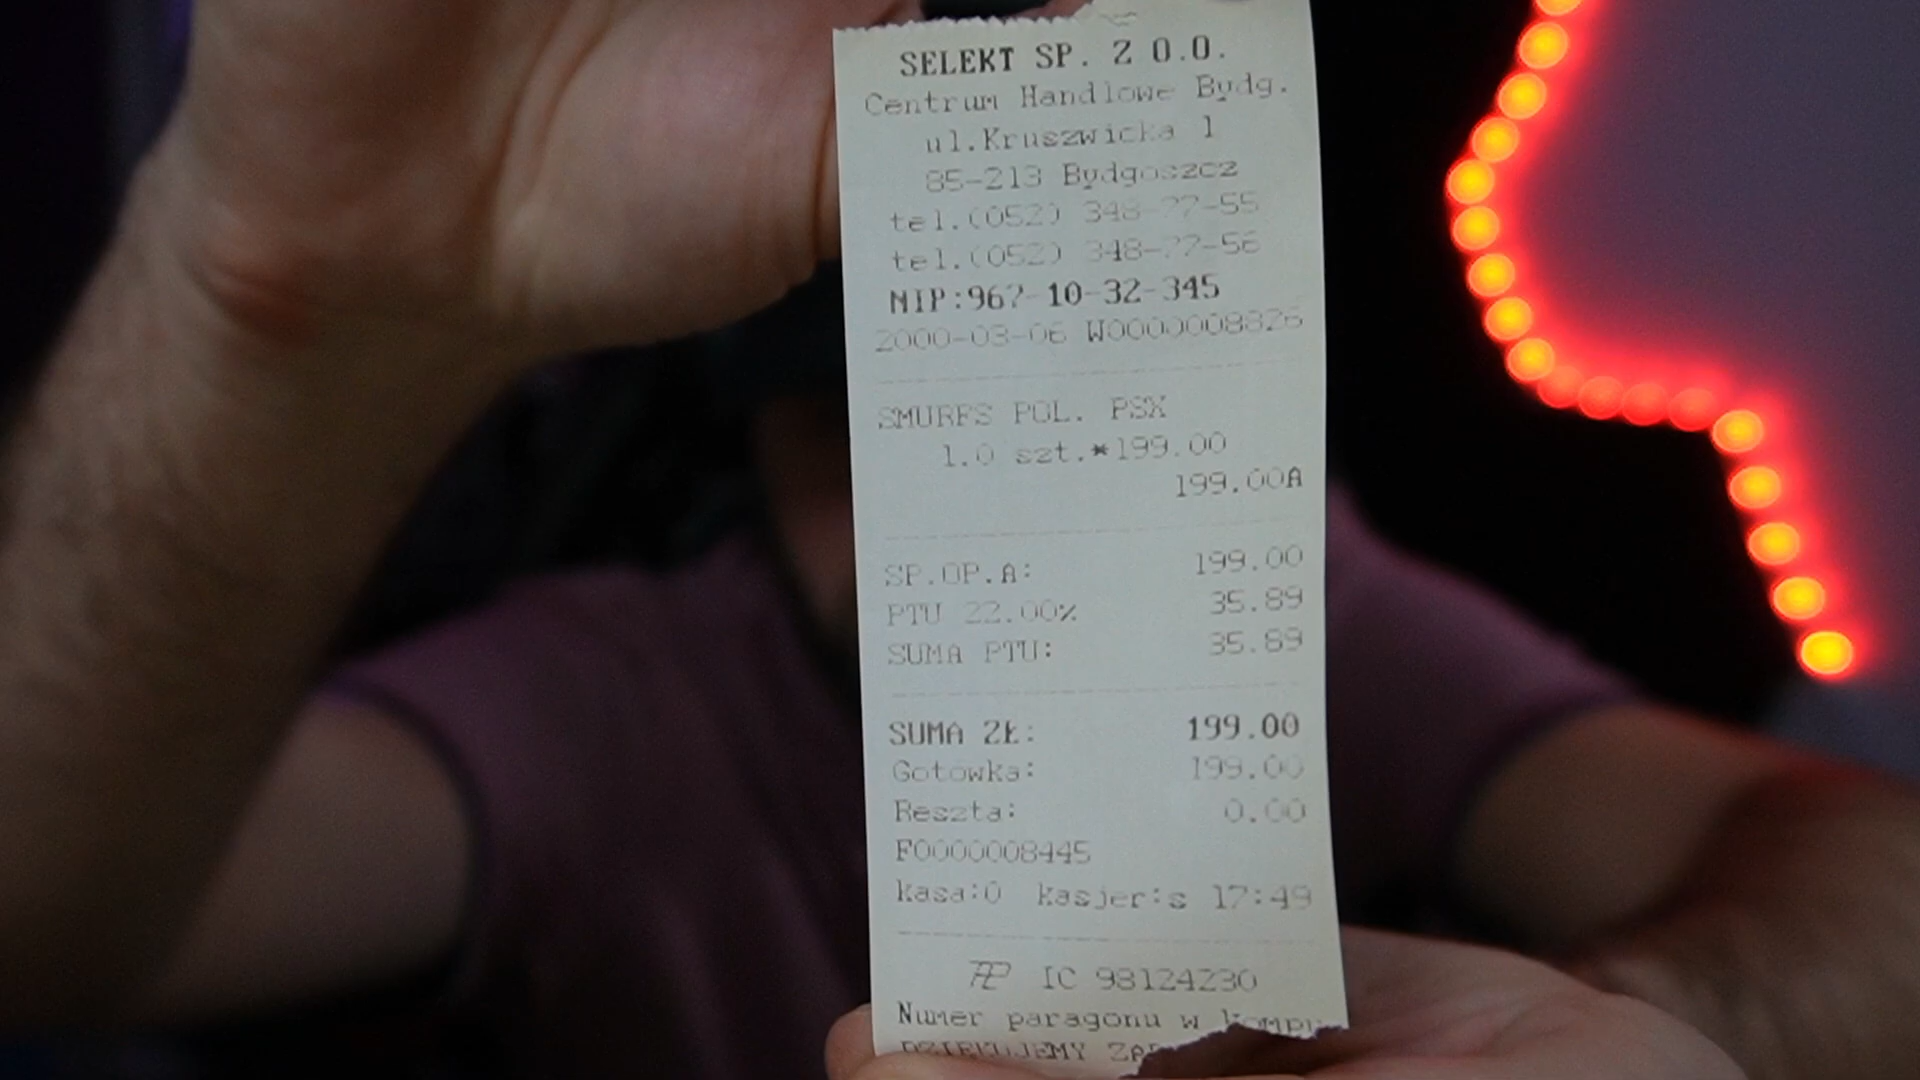 SELEKT SP. Z O.O.
Centrum Handlowe Bydg.
ul.Kruszwicka 1
85-213 Bydgoszcz
tel.(052) 348-77-55
tel.(052) 348-77-56
NIP:967-10-32-345
2000-03-06 W0000008826
SMURFS POL. PSX
1.0 szt.*199.00
199.00A
SP.OP.A: 199.00
PTU 22.00% 35.89
SUMA PTU: 35.89
SUMA ZŁ: 199.00
Gotowka: 199.00
Reszta: 0.00
F0000008445
kasa:0 kasjer:s 17:49
IC 98124230
Numer paragonu w
DZIEKUJEMY